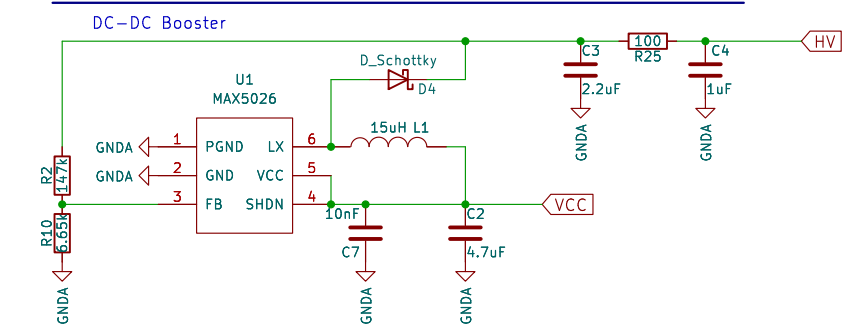 DC-DC Booster
HV
100
R25
C3
2.2uF
GNDA
C4
1uF
GNDA
D_Schottky
D4
U1
MAX5026
GNDA
1
PGND
LX
6
15uH L1
GNDA
2
GND
VCC
5
3
FB
SHDN
4
R2
147k
R10
6.65k
GNDA
10nF
C7
GNDA
C2
4.7uF
GNDA
VCC